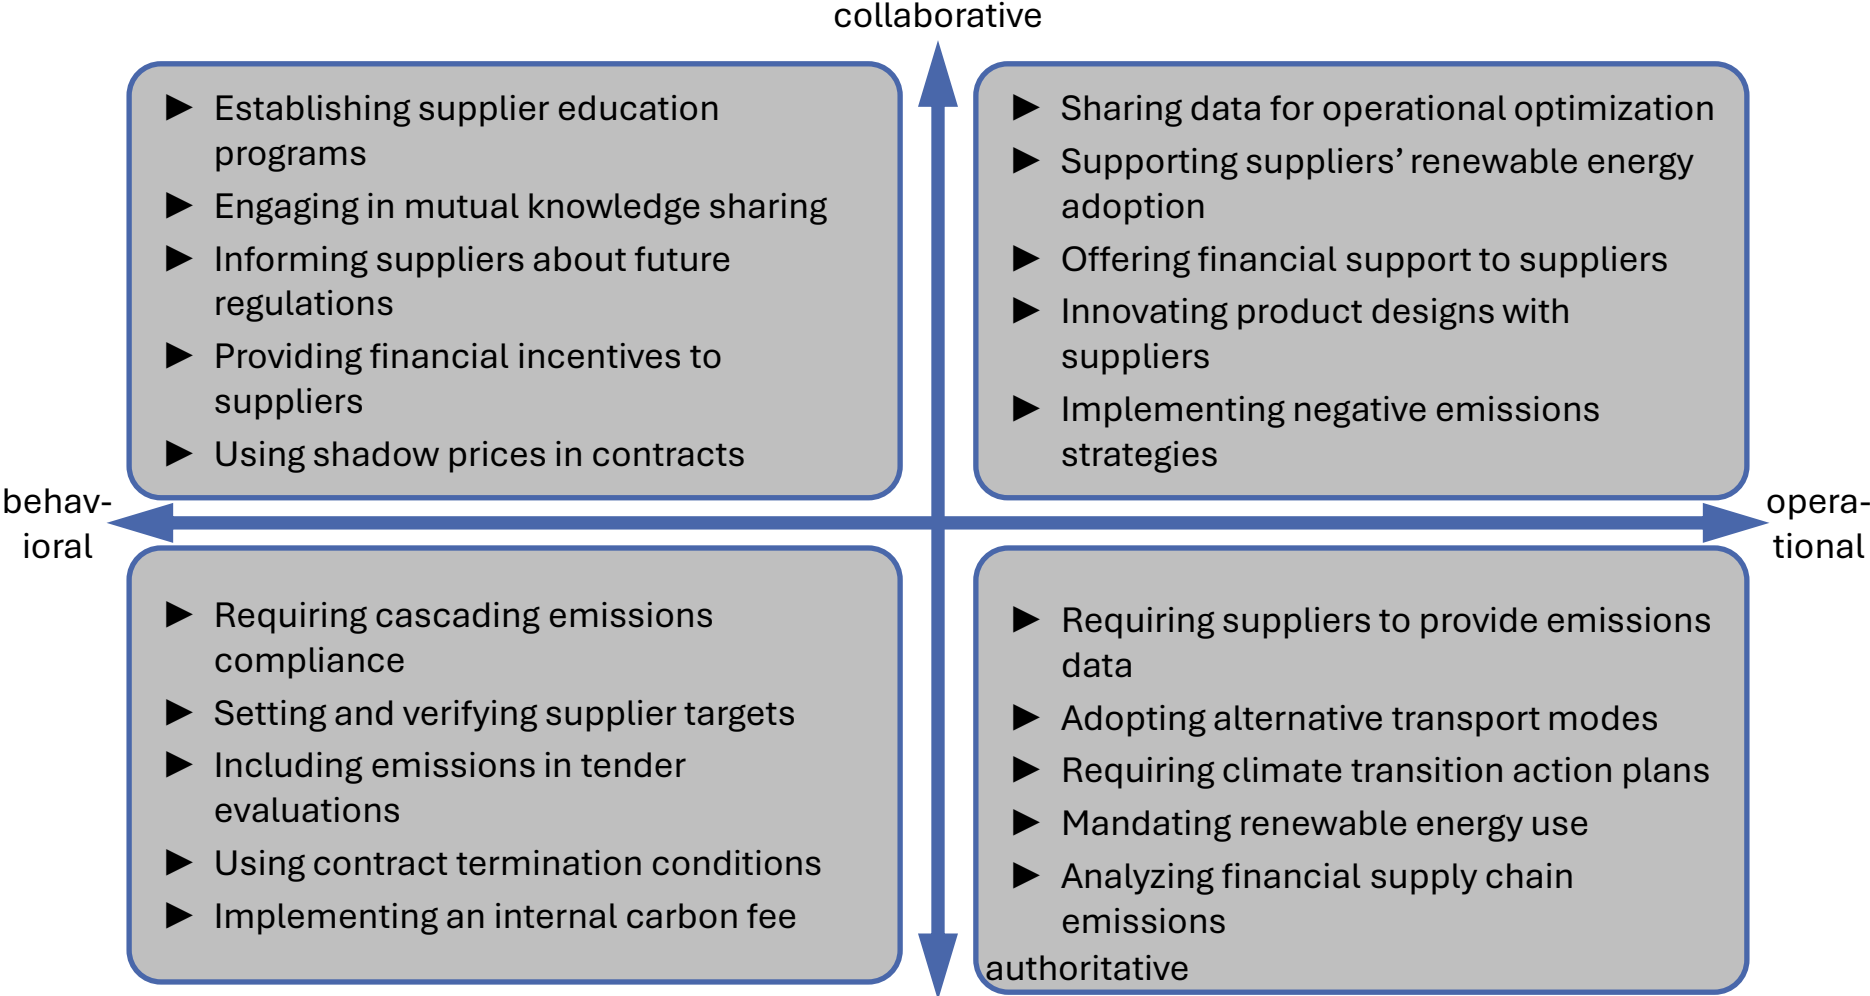 collaborative
► Establishing supplier education
programs
► Engaging in mutual knowledge sharing
► Informing suppliers about future
regulations
► Providing financial incentives to
suppliers
► Using shadow prices in contracts
► Sharing data for operational optimization
► Supporting suppliers’ renewable energy
adoption
► Offering financial support to suppliers
► Innovating product designs with
suppliers
► Implementing negative emissions
strategies
behav-
ioral
opera-
tional
► Requiring cascading emissions
compliance
► Setting and verifying supplier targets
► Including emissions in tender
evaluations
► Using contract termination conditions
► Implementing an internal carbon fee
► Requiring suppliers to provide emissions
data
► Adopting alternative transport modes
► Requiring climate transition action plans
► Mandating renewable energy use
► Analyzing financial supply chain
emissions
authoritative